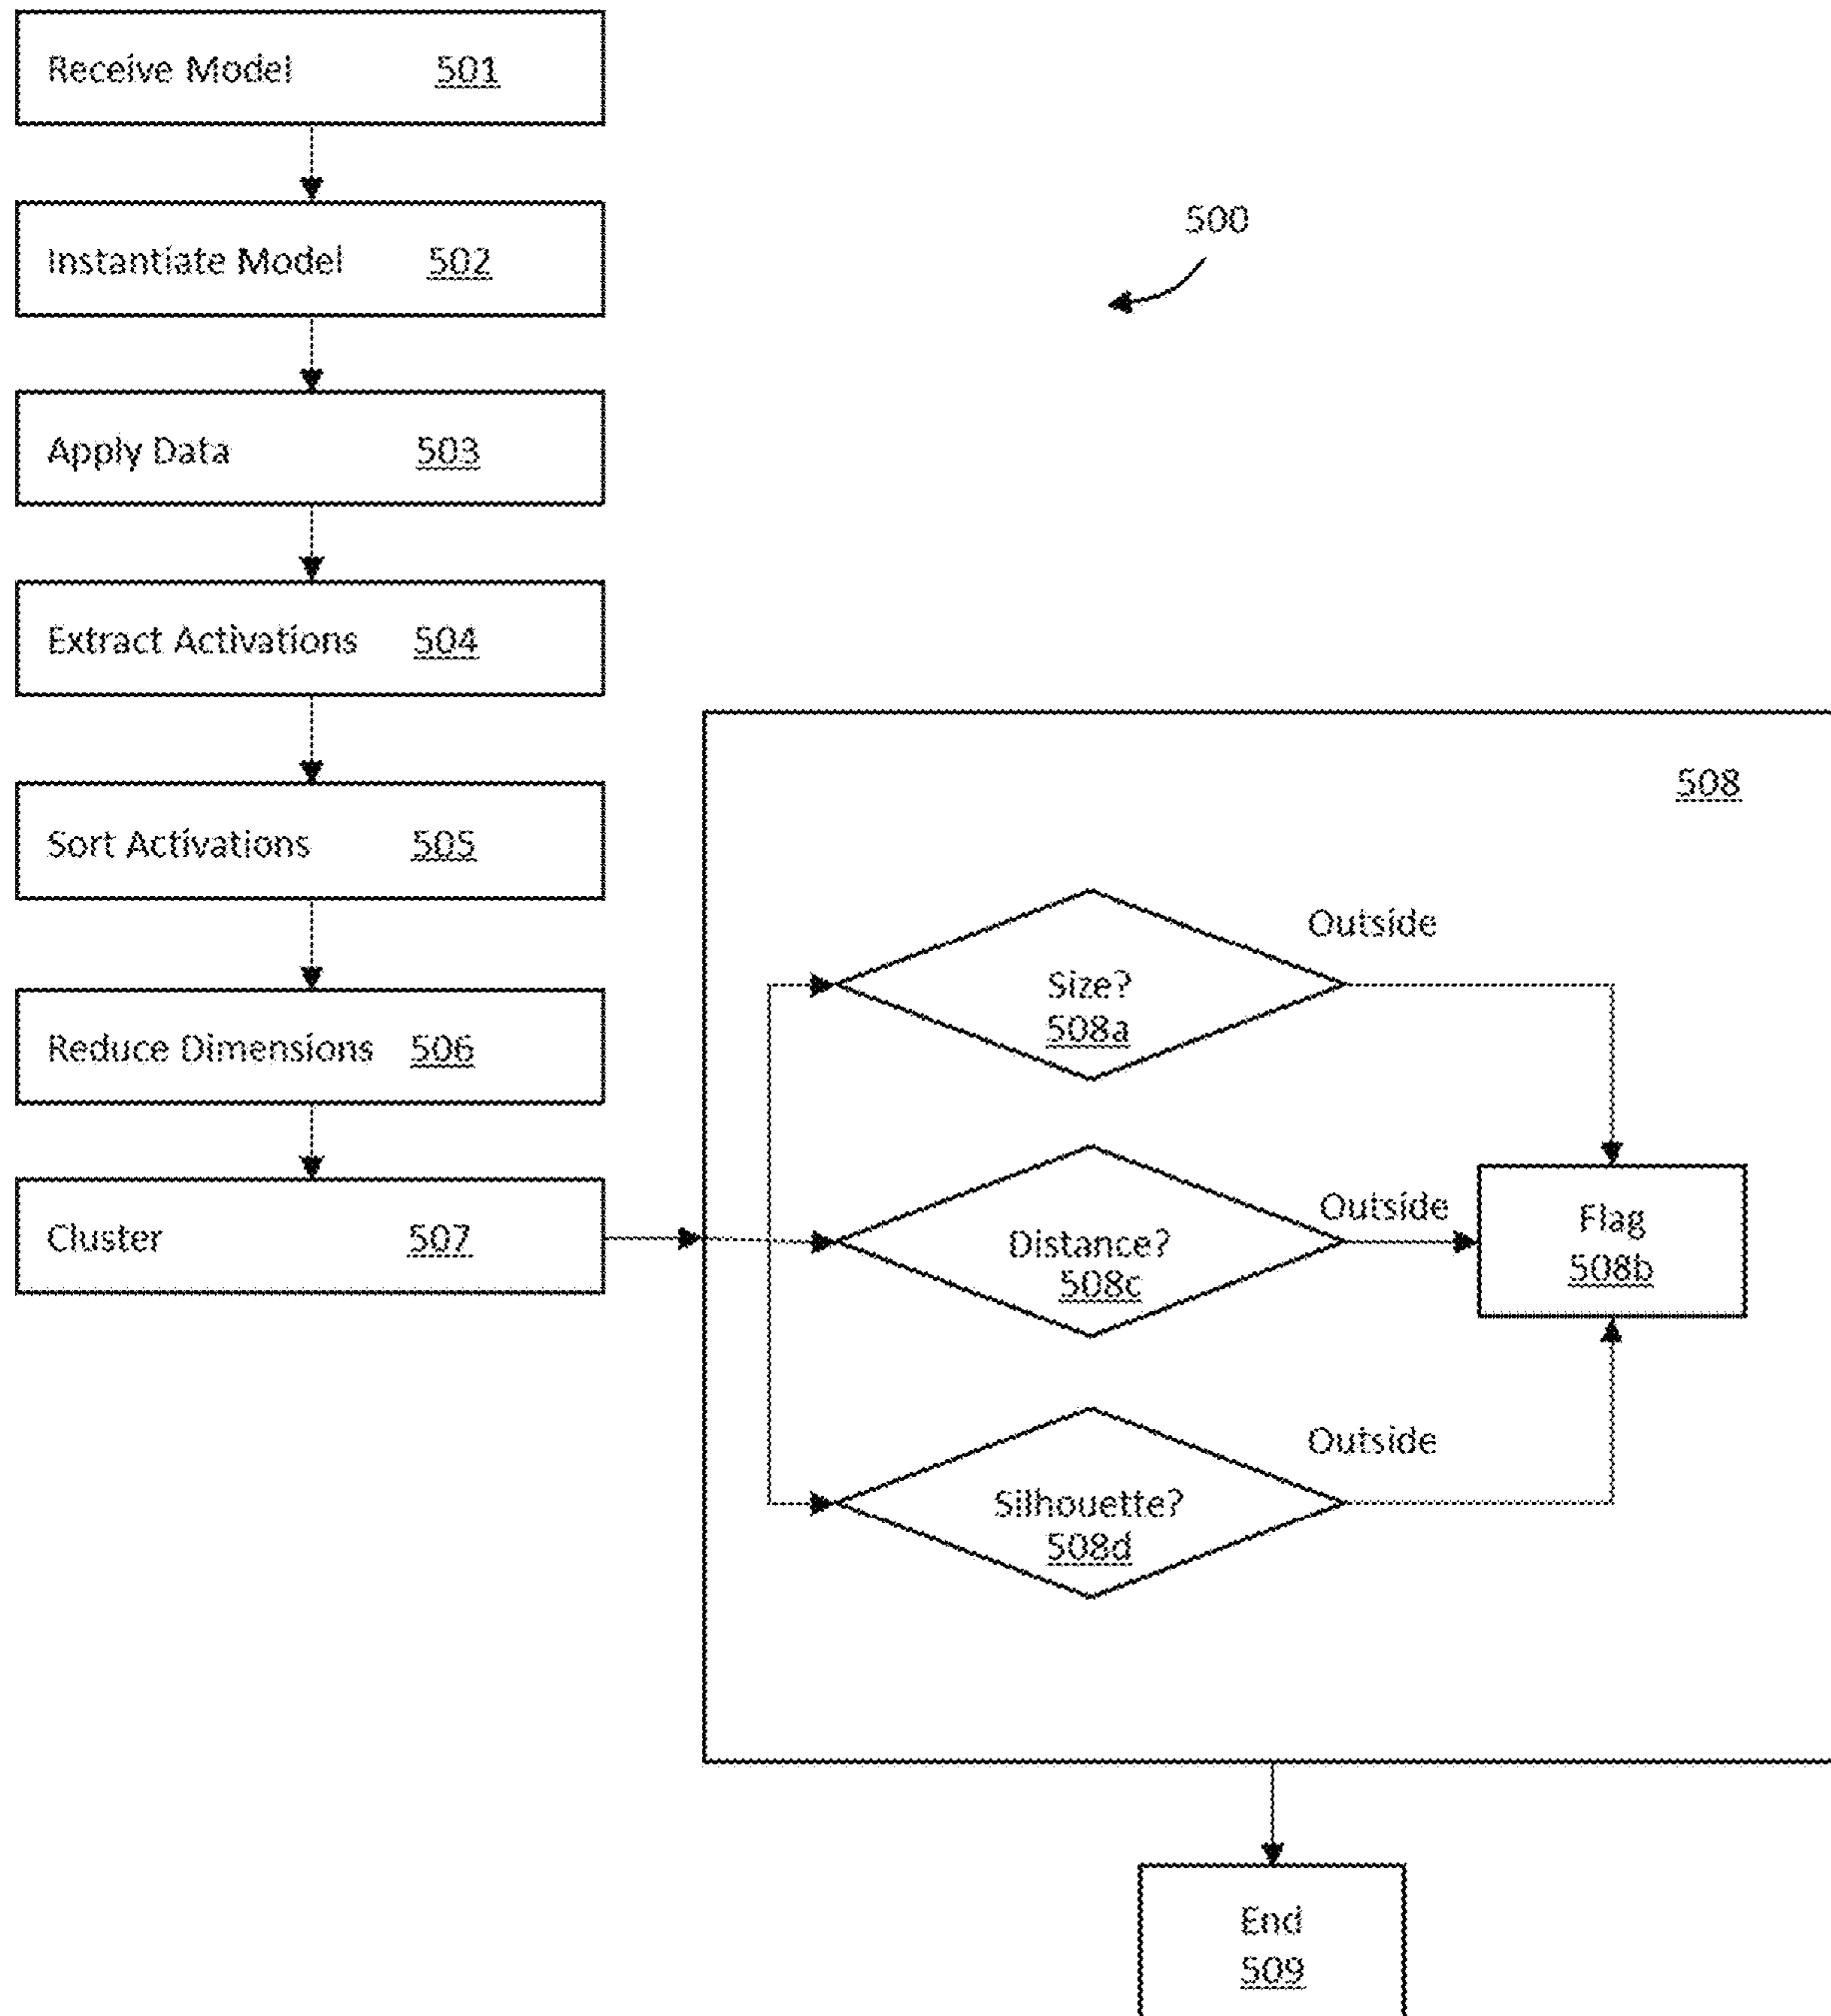 Receive Model 501
Instantiate Model 502
500
Apply Data 503
Extract Activations 504
Sort Activations 505
Reduce Dimensions 506
Cluster 507
508
Outside
Size?
508a
Outside
Distance?
508c
Flag
508b
Outside
Silhouette?
508d
End
509